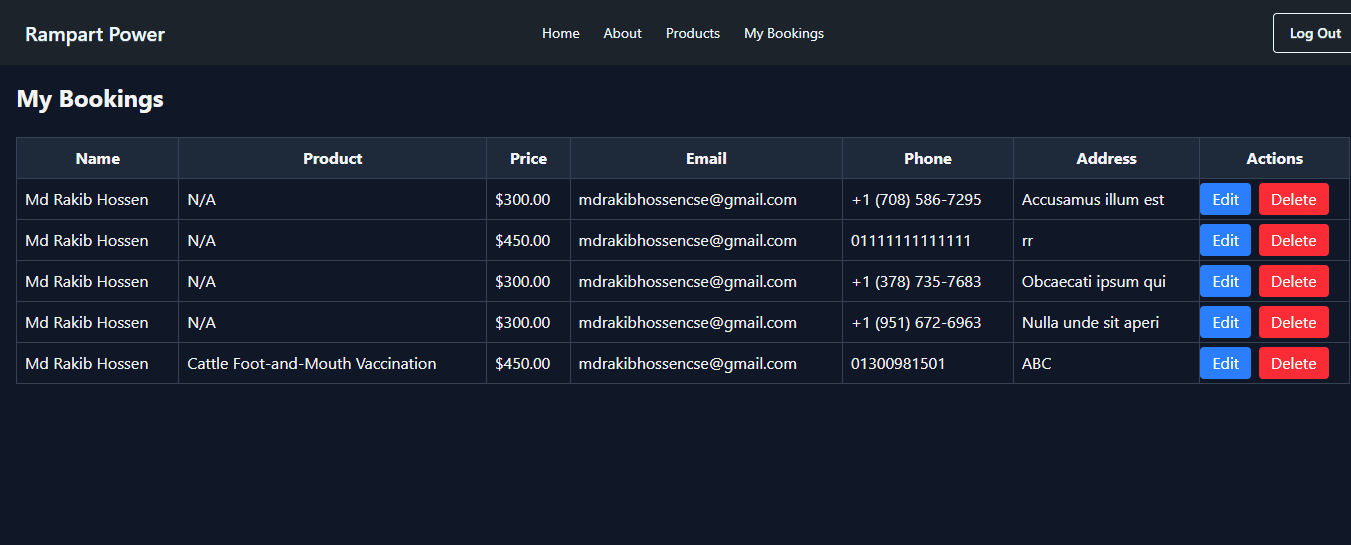 Rampart Power Home About Products My Bookings Log Out
My Bookings
Name Product Price Email Phone Address Actions
Md Rakib Hossen N/A $300.00 mdrakibhossencse@gmail.com +1 (708) 586-7295 Accusamus illum est Edit Delete
Md Rakib Hossen N/A $450.00 mdrakibhossencse@gmail.com 01111111111111 rr Edit Delete
Md Rakib Hossen N/A $300.00 mdrakibhossencse@gmail.com +1 (378) 735-7683 Obcaecati ipsum qui Edit Delete
Md Rakib Hossen N/A $300.00 mdrakibhossencse@gmail.com +1 (951) 672-6963 Nulla unde sit aperi Edit Delete
Md Rakib Hossen Cattle Foot-and-Mouth Vaccination $450.00 mdrakibhossencse@gmail.com 01300981501 ABC Edit Delete